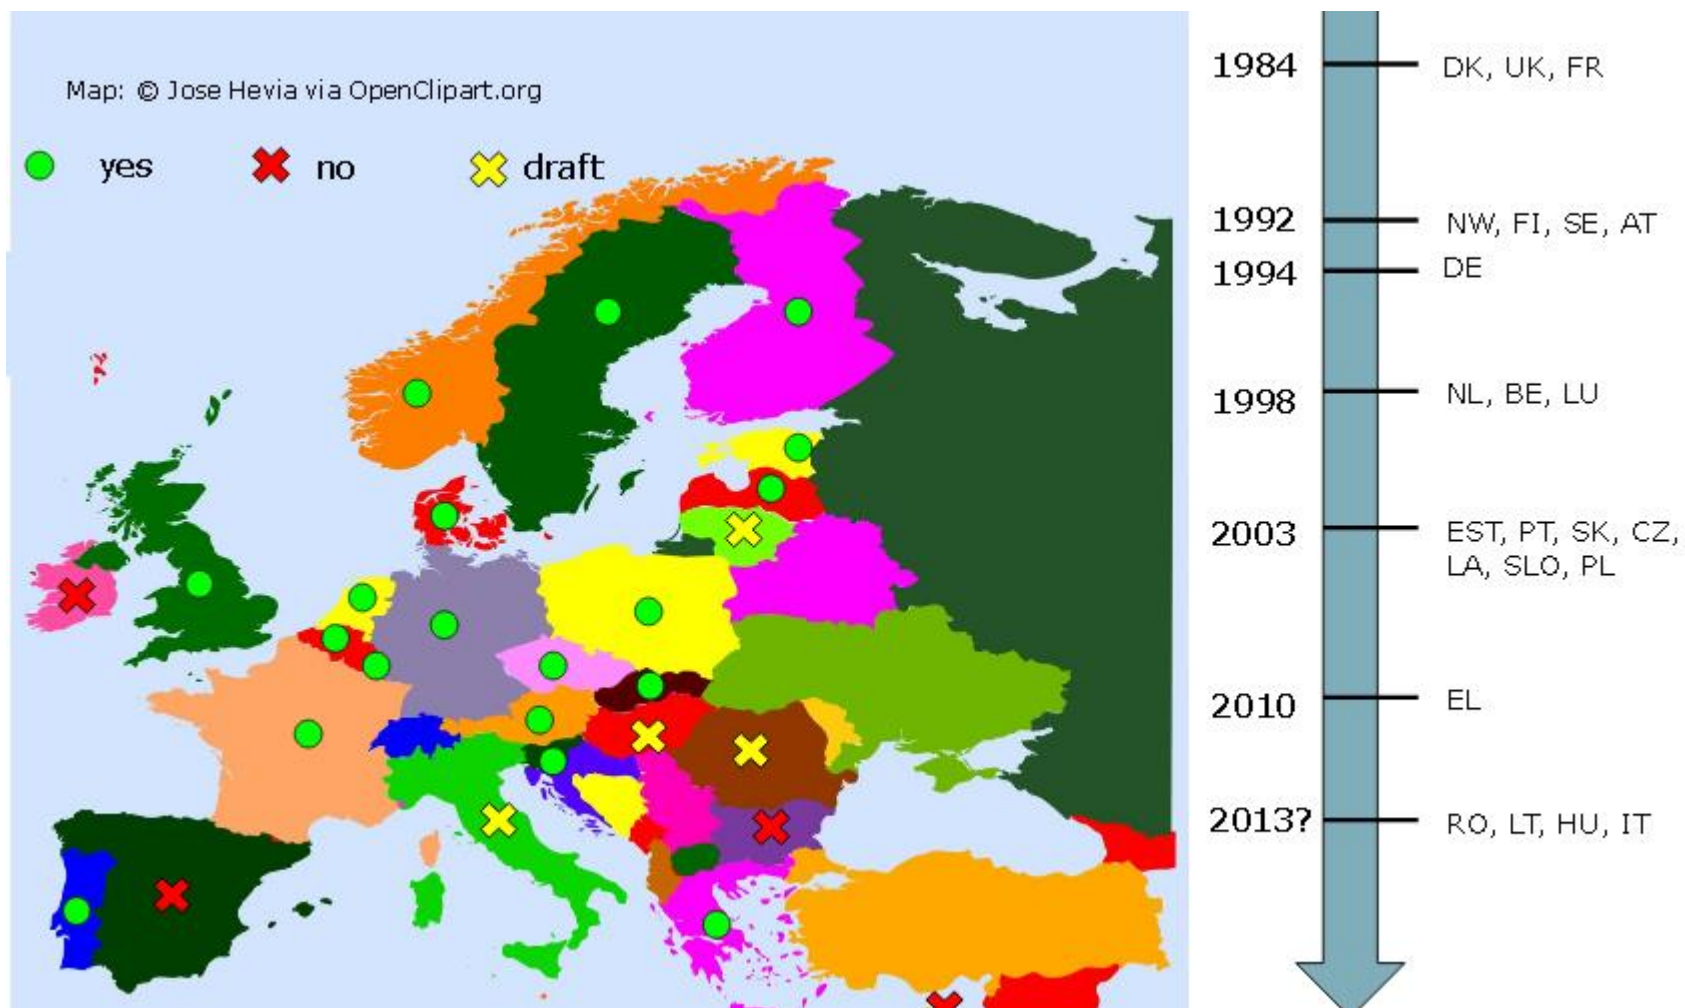 Map: © Jose Hevia via OpenClipart.org
yes no draft
1984 DK, UK, FR
1992 NW, FI, SE, AT
1994 DE
1998 NL, BE, LU
2003 EST, PT, SK, CZ,
LA, SLO, PL
2010 EL
2013? RO, LT, HU, IT